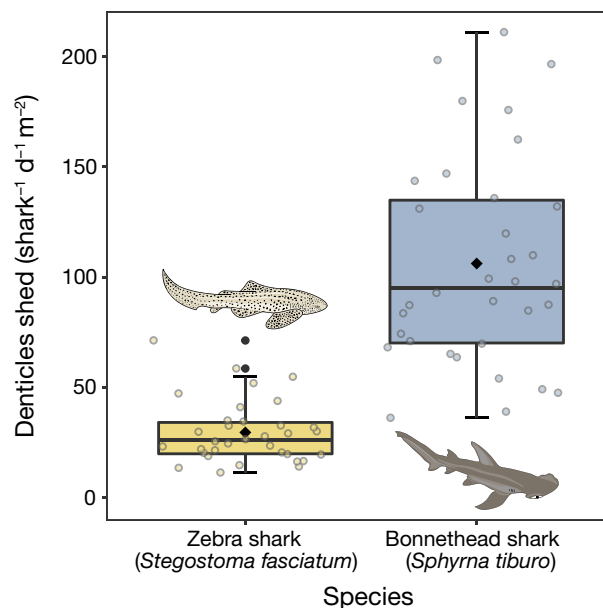 Denticles shed (shark⁻¹ d⁻¹ m⁻²)
200
150
100
50
0
Zebra shark
(Stegostoma fasciatum)
Bonnethead shark
(Sphyrna tiburo)
Species